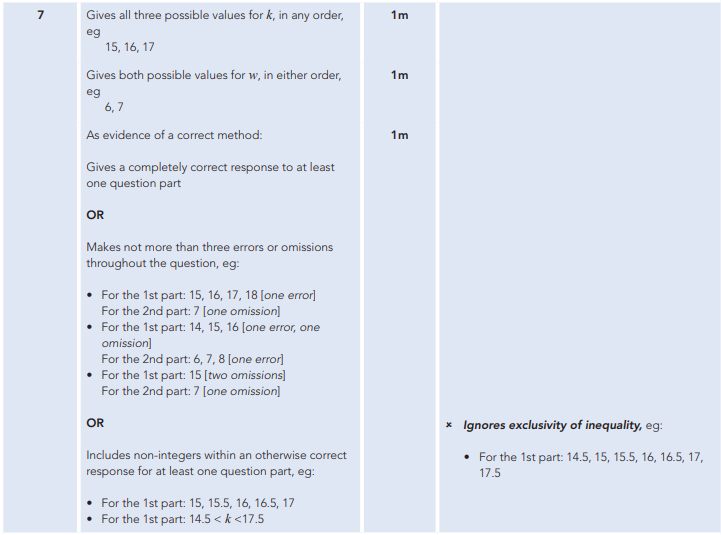 7
Gives all three possible values for k, in any order,
eg
15, 16, 17
1m
Gives both possible values for w, in either order,
eg
6, 7
1m
As evidence of a correct method:
1m
Gives a completely correct response to at least
one question part
OR
Makes not more than three errors or omissions
throughout the question, eg:
• For the 1st part: 15, 16, 17, 18 [one error]
For the 2nd part: 7 [one omission]
• For the 1st part: 14, 15, 16 [one error, one
omission]
For the 2nd part: 6, 7, 8 [one error]
• For the 1st part: 15 [two omissions]
For the 2nd part: 7 [one omission]
OR
Includes non-integers within an otherwise correct
response for at least one question part, eg:
• For the 1st part: 15, 15.5, 16, 16.5, 17
• For the 1st part: 14.5 < k <17.5
× Ignores exclusivity of inequality, eg:
• For the 1st part: 14.5, 15, 15.5, 16, 16.5, 17,
17.5